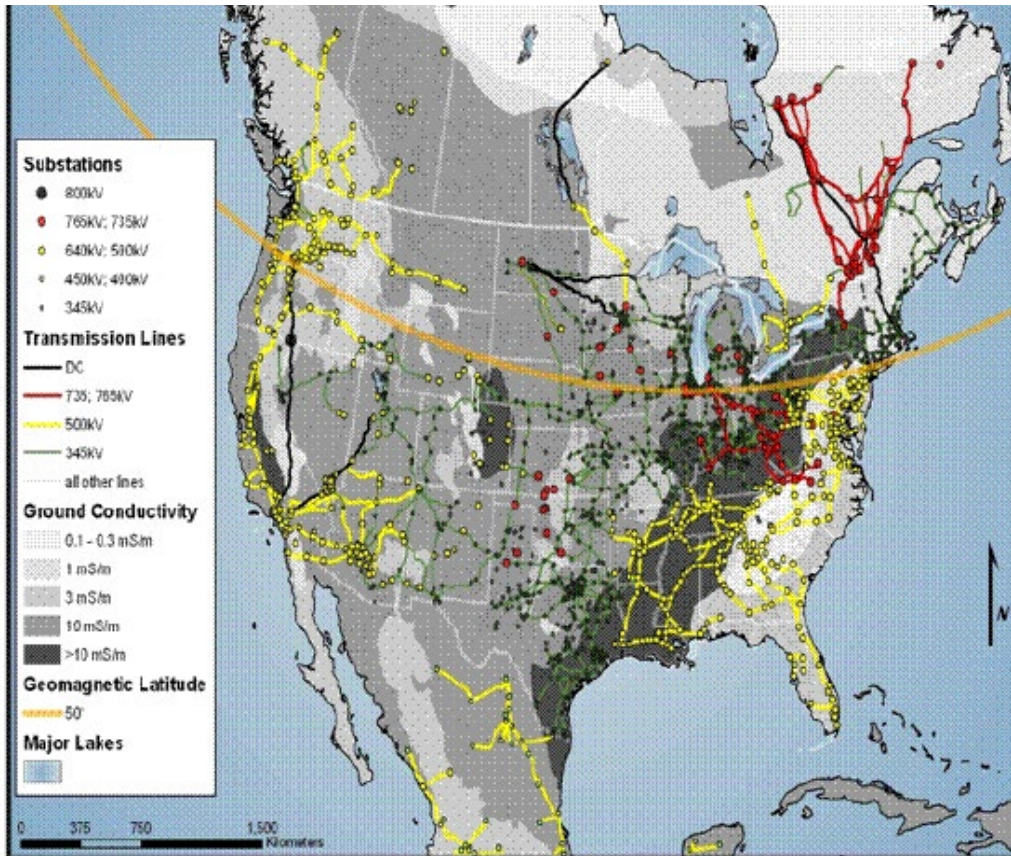 Substations
800kV
765kV; 735kV
640kV; 500kV
450kV; 400kV
345kV
Transmission Lines
DC
735; 765kV
500kV
345kV
all other lines
Ground Conductivity
0.1 - 0.3 mS/m
1 mS/m
3 mS/m
10 mS/m
>10 mS/m
Geomagnetic Latitude
50°
Major Lakes
0 375 750 1,500
Kilometers
N